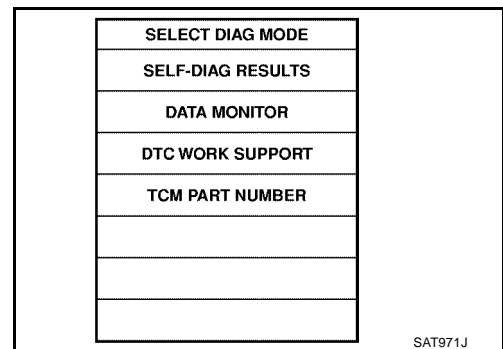 SELECT DIAG MODE
SELF-DIAG RESULTS
DATA MONITOR
DTC WORK SUPPORT
TCM PART NUMBER
SAT971J